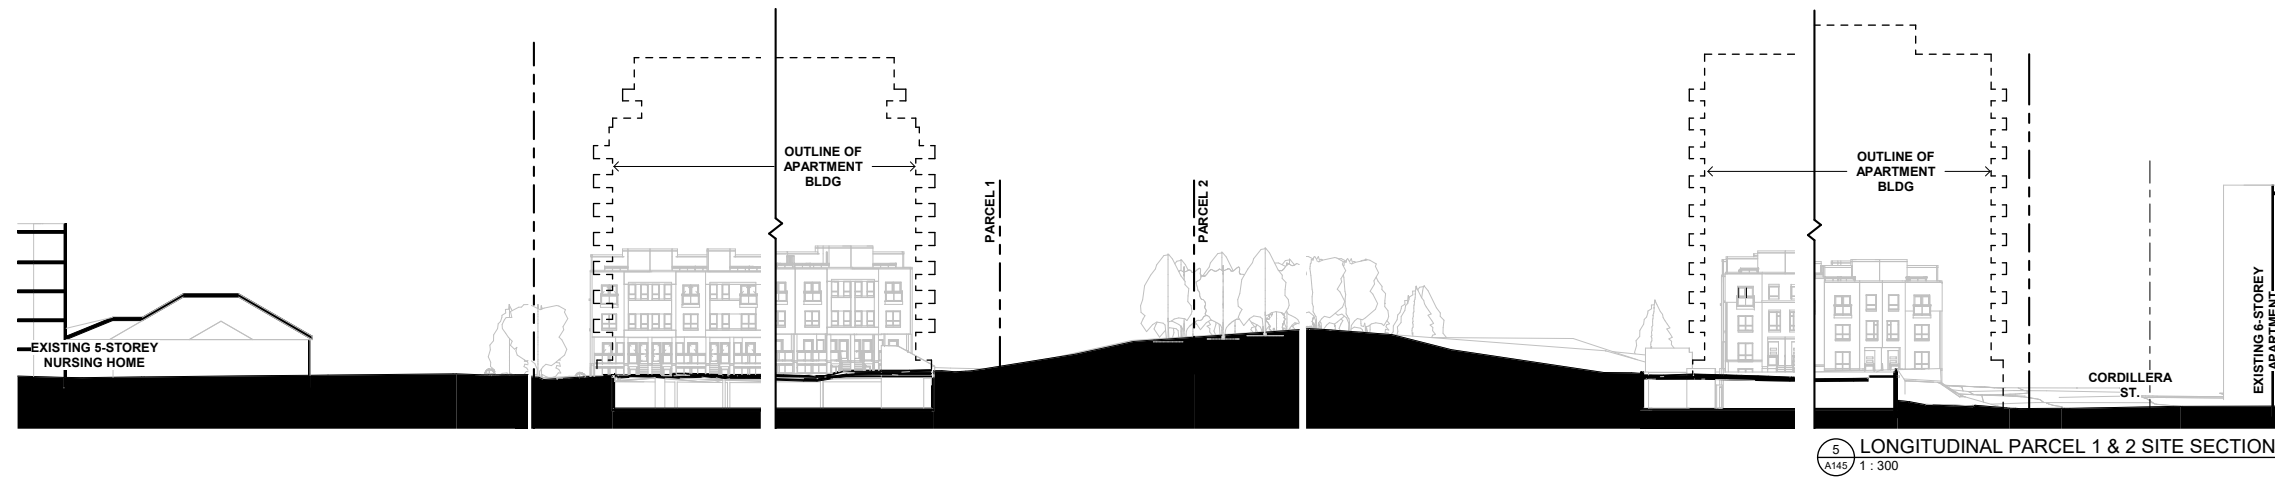 OUTLINE OF
APARTMENT
BLDG
OUTLINE OF
APARTMENT
BLDG
PARCEL 1
PARCEL 2
EXISTING 5-STOREY
NURSING HOME
CORDILLERA
ST.
EXISTING 6-STOREY
APARTMENT
5
A145
LONGITUDINAL PARCEL 1 & 2 SITE SECTION
1 : 300